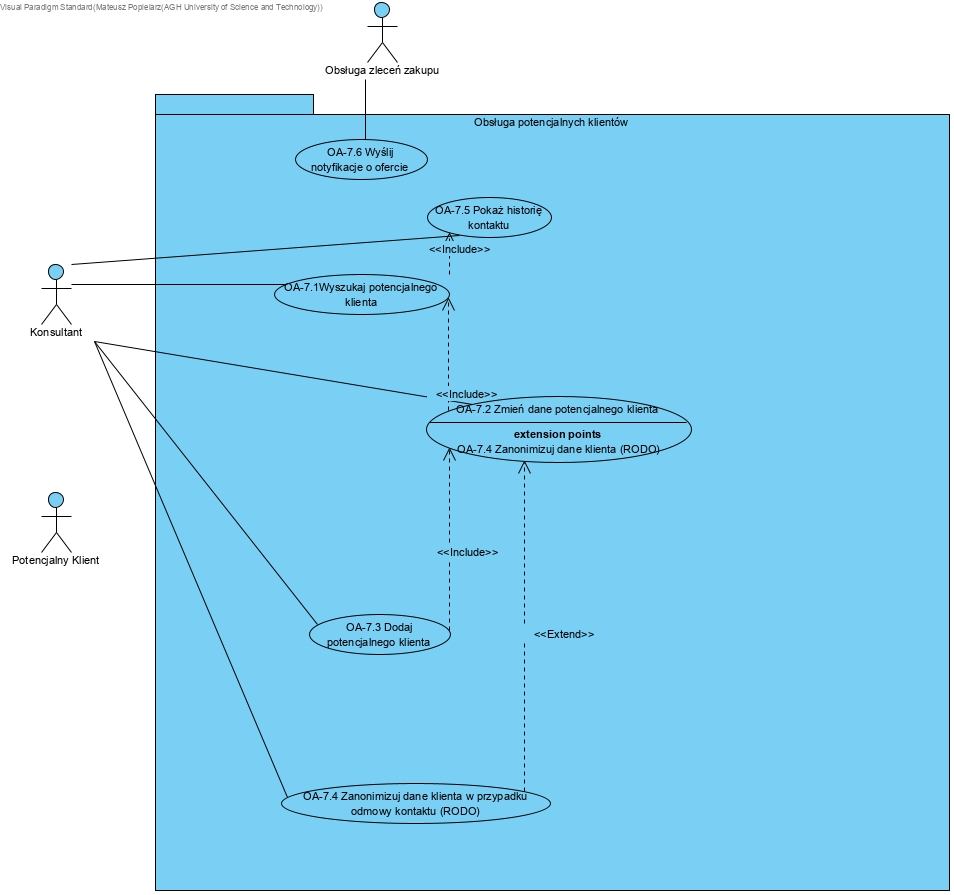 Visual Paradigm Standard(Mateusz Popielarz(AGH University of Science and Technology))
Obsługa zleceń zakupu
Obsługa potencjalnych klientów
OA-7.6 Wyślij
notyfikacje o ofercie
OA-7.5 Pokaż historię
kontaktu
<<Include>>
OA-7.1Wyszukaj potencjalnego
klienta
Konsultant
<<Include>>
OA-7.2 Zmień dane potencjalnego klienta
extension points
OA-7.4 Zanonimizuj dane klienta (RODO)
Potencjalny Klient
<<Include>>
OA-7.3 Dodaj
potencjalnego klienta
<<Extend>>
OA-7.4 Zanonimizuj dane klienta w przypadku
odmowy kontaktu (RODO)